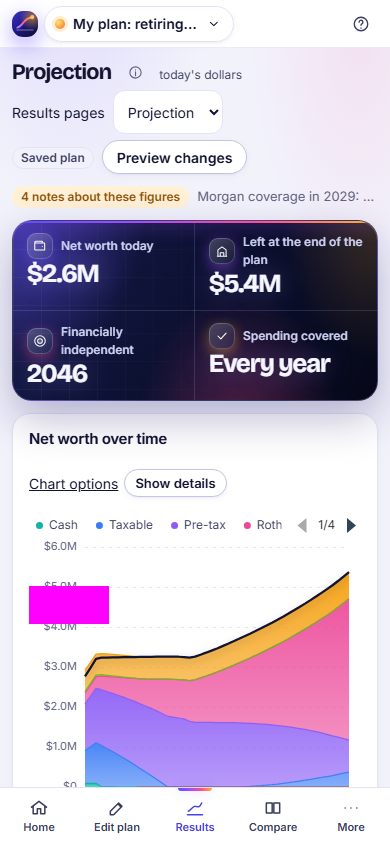 My plan: retiring...
Projection
today's dollars
Results pages
Projection
Saved plan
Preview changes
4 notes about these figures
Morgan coverage in 2029: ...
Net worth today
$2.6M
Left at the end of the
plan
$5.4M
Financially
independent
2046
Spending covered
Every year
Net worth over time
Chart options
Show details
Cash
Taxable
Pre-tax
Roth
1/4
$6.0M
$4.0M
$3.0M
$2.0M
$1.0M
$0
Home
Edit plan
Results
Compare
More